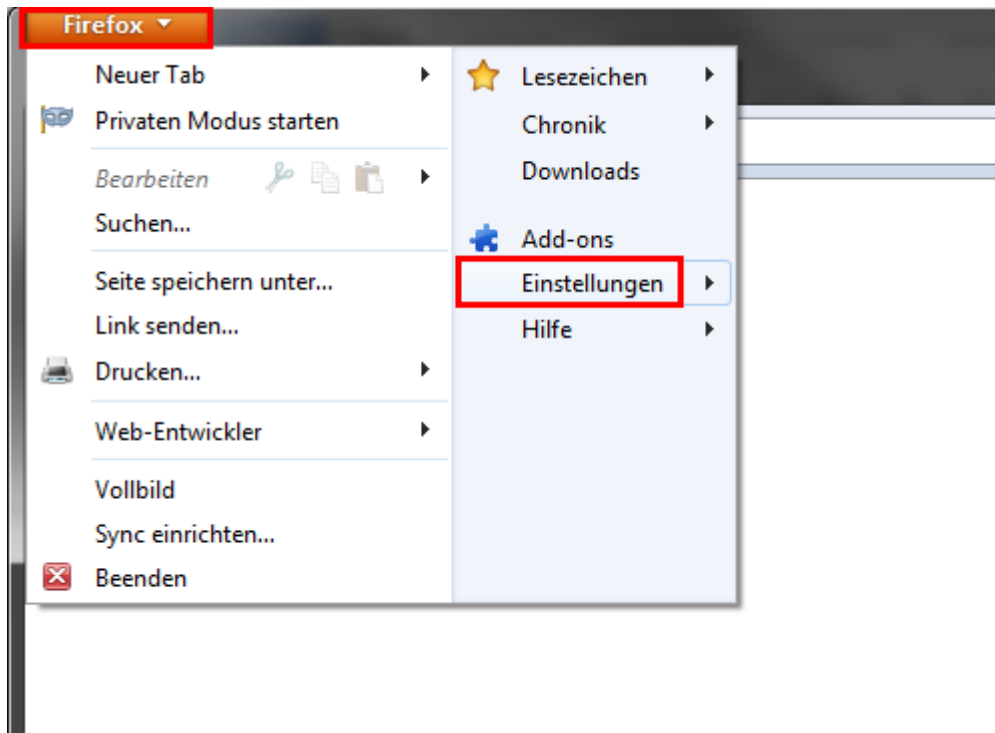 Firefox
Neuer Tab
Privaten Modus starten
Bearbeiten
Suchen...
Seite speichern unter...
Link senden...
Drucken...
Web-Entwickler
Vollbild
Sync einrichten...
Beenden
Lesezeichen
Chronik
Downloads
Add-ons
Einstellungen
Hilfe